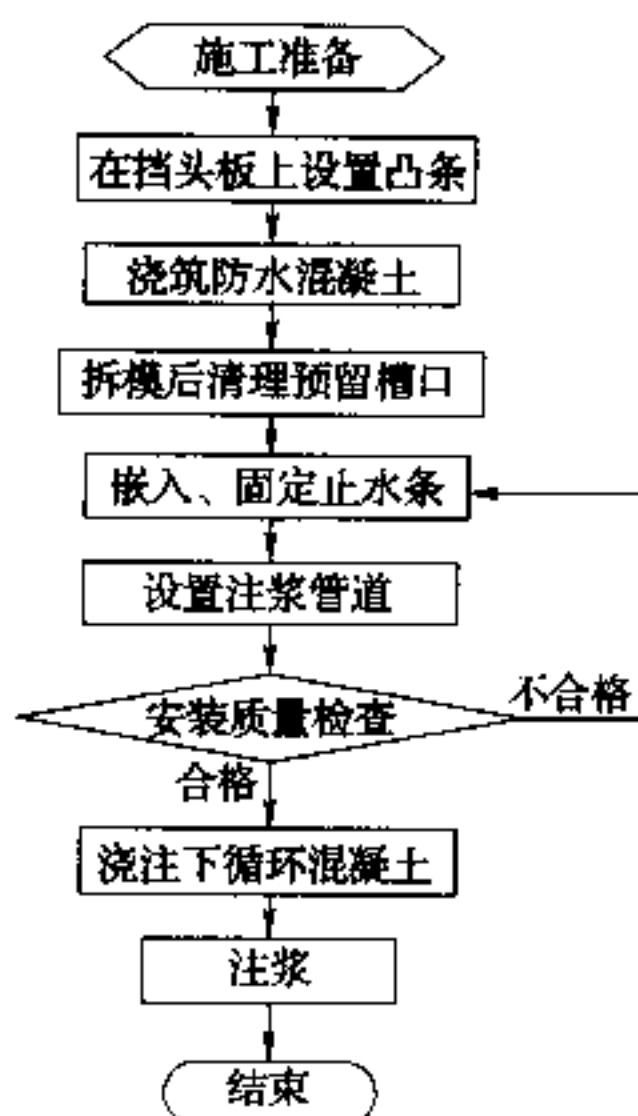 施工准备
在挡头板上设置凸条
浇筑防水混凝土
拆模后清理预留槽口
嵌入、固定止水条
设置注浆管道
安装质量检查
不合格
合格
浇注下循环混凝土
注浆
结束